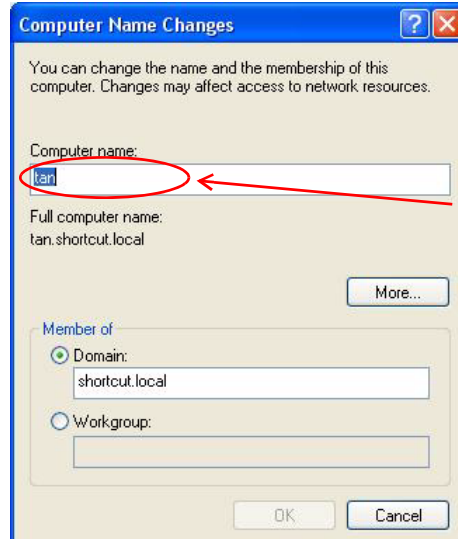 Computer Name Changes
You can change the name and the membership of this
computer. Changes may affect access to network resources.
Computer name:
tan
Full computer name:
tan.shortcut.local
More...
Member of
Domain:
shortcut.local
Workgroup:
OK
Cancel